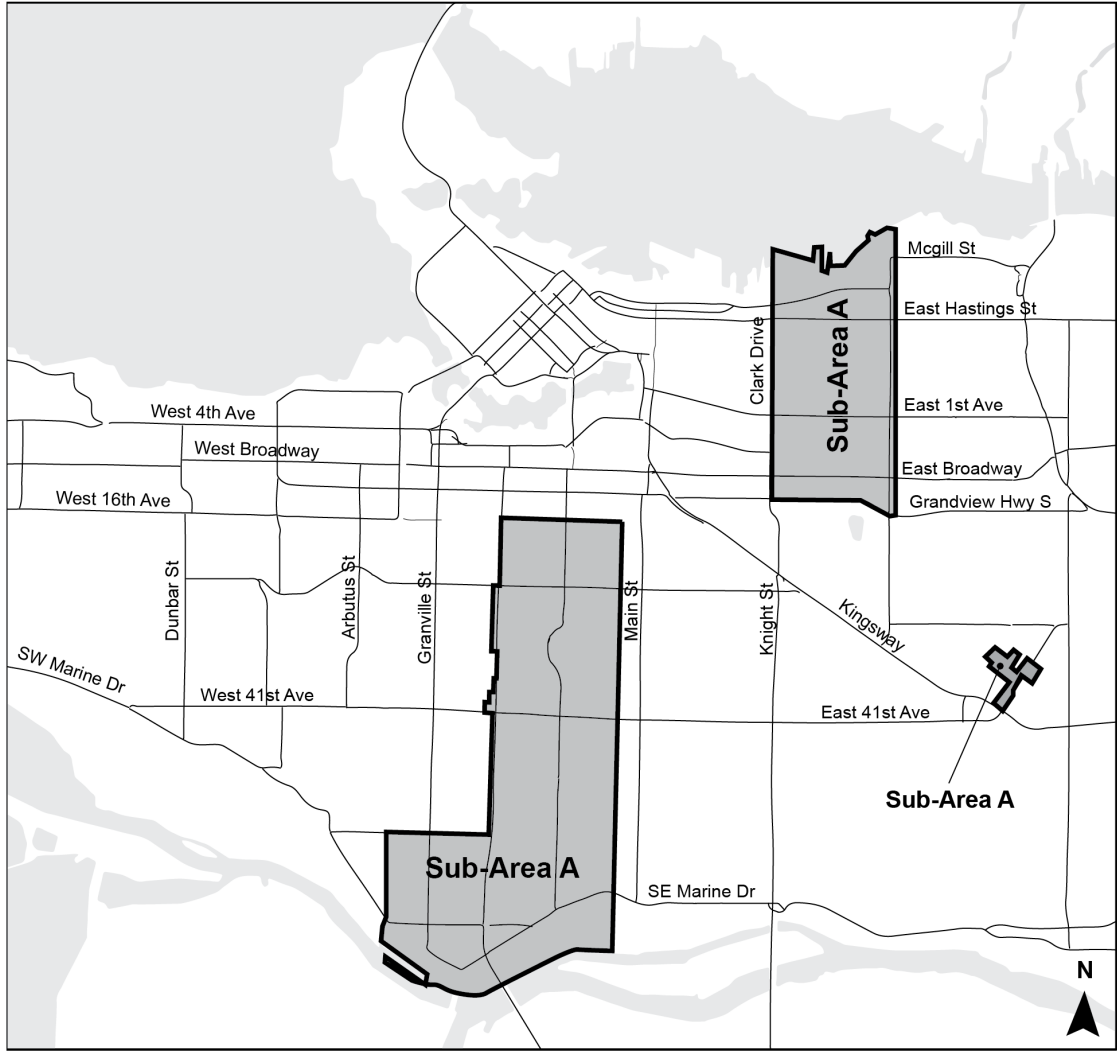 Mcgill St
East Hastings St
Clark Drive
Sub-Area A
East 1st Ave
West 4th Ave
West Broadway
East Broadway
West 16th Ave
Grandview Hwy S
Dunbar St
Arbutus St
Granville St
Main St
Knight St
Kingsway
SW Marine Dr
West 41st Ave
East 41st Ave
Sub-Area A
Sub-Area A
SE Marine Dr
N